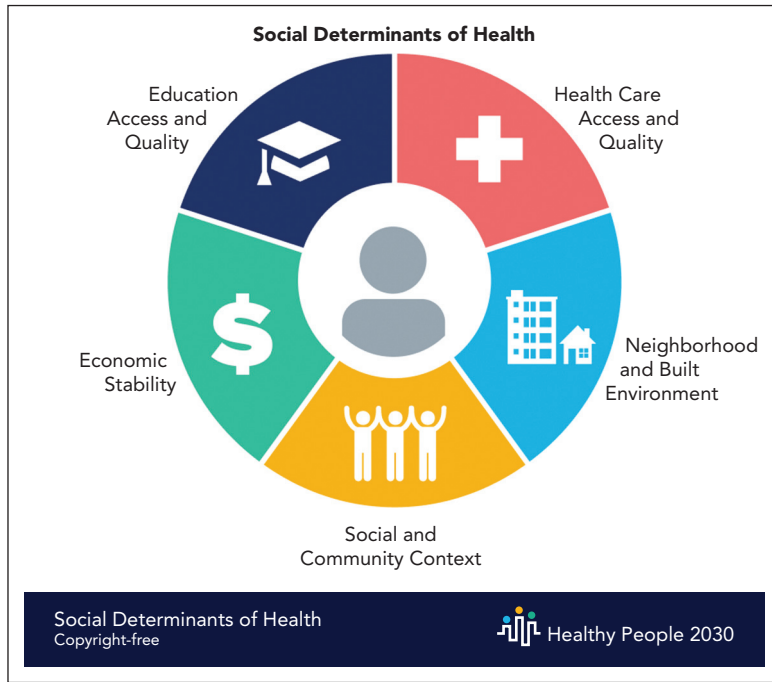 Social Determinants of Health
Education
Access and
Quality
Health Care
Access and
Quality
Economic
Stability
Neighborhood
and Built
Environment
Social and
Community Context
Social Determinants of Health
Copyright-free
Healthy People 2030